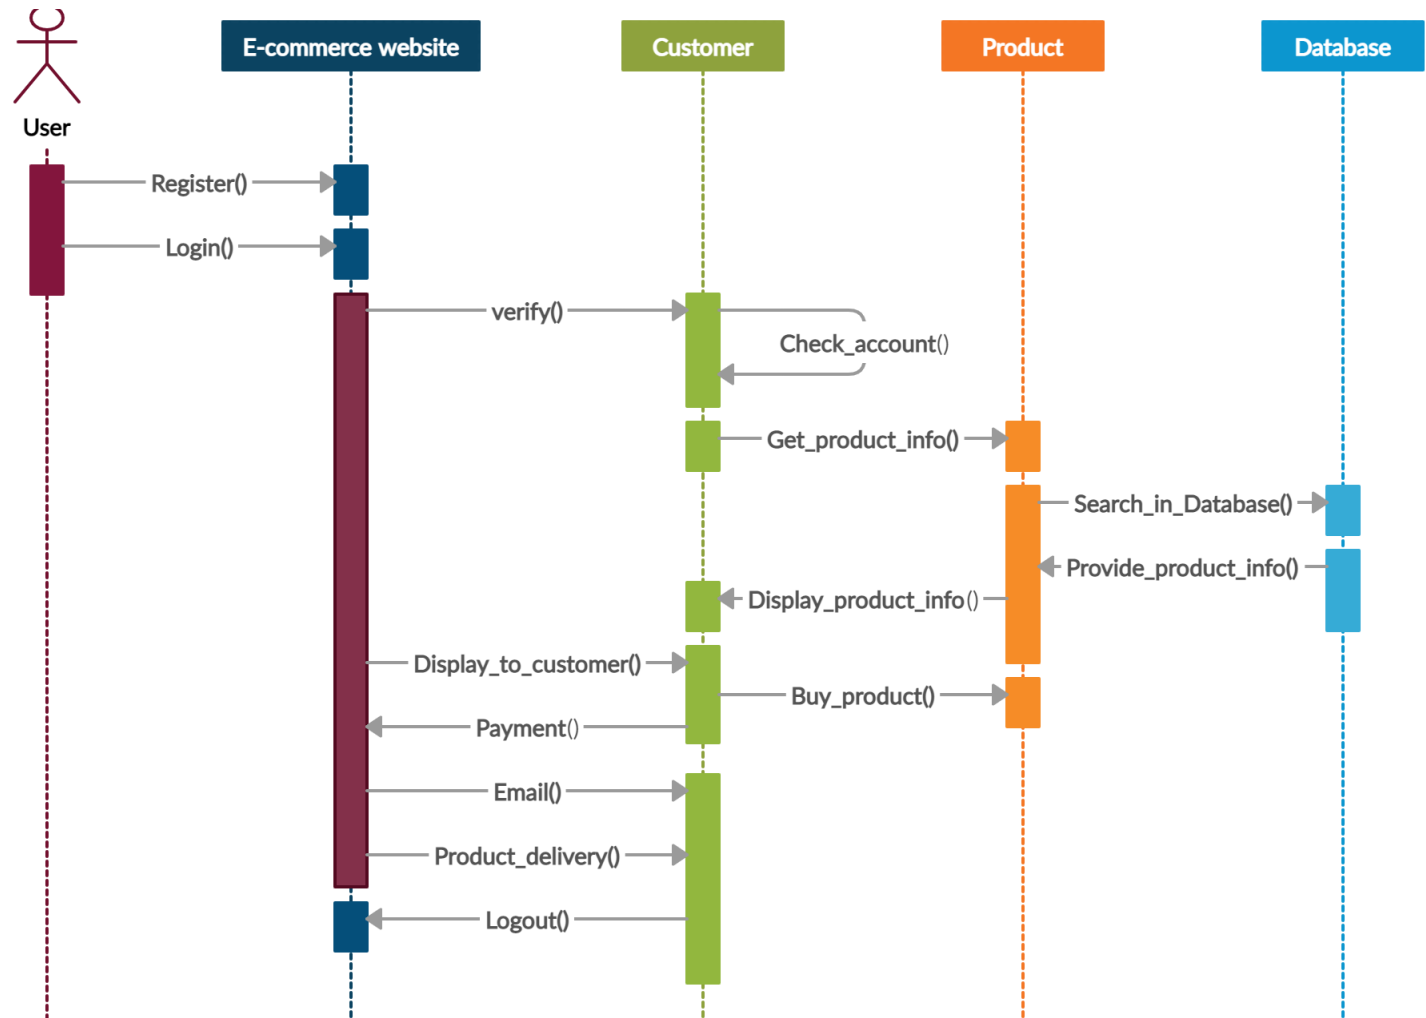 E-commerce website
Customer
Product
Database
User
Register()
Login()
verify()
Check_account()
Get_product_info()
Search_in_Database()
Provide_product_info()
Display_product_info()
Display_to_customer()
Buy_product()
Payment()
Email()
Product_delivery()
Logout()